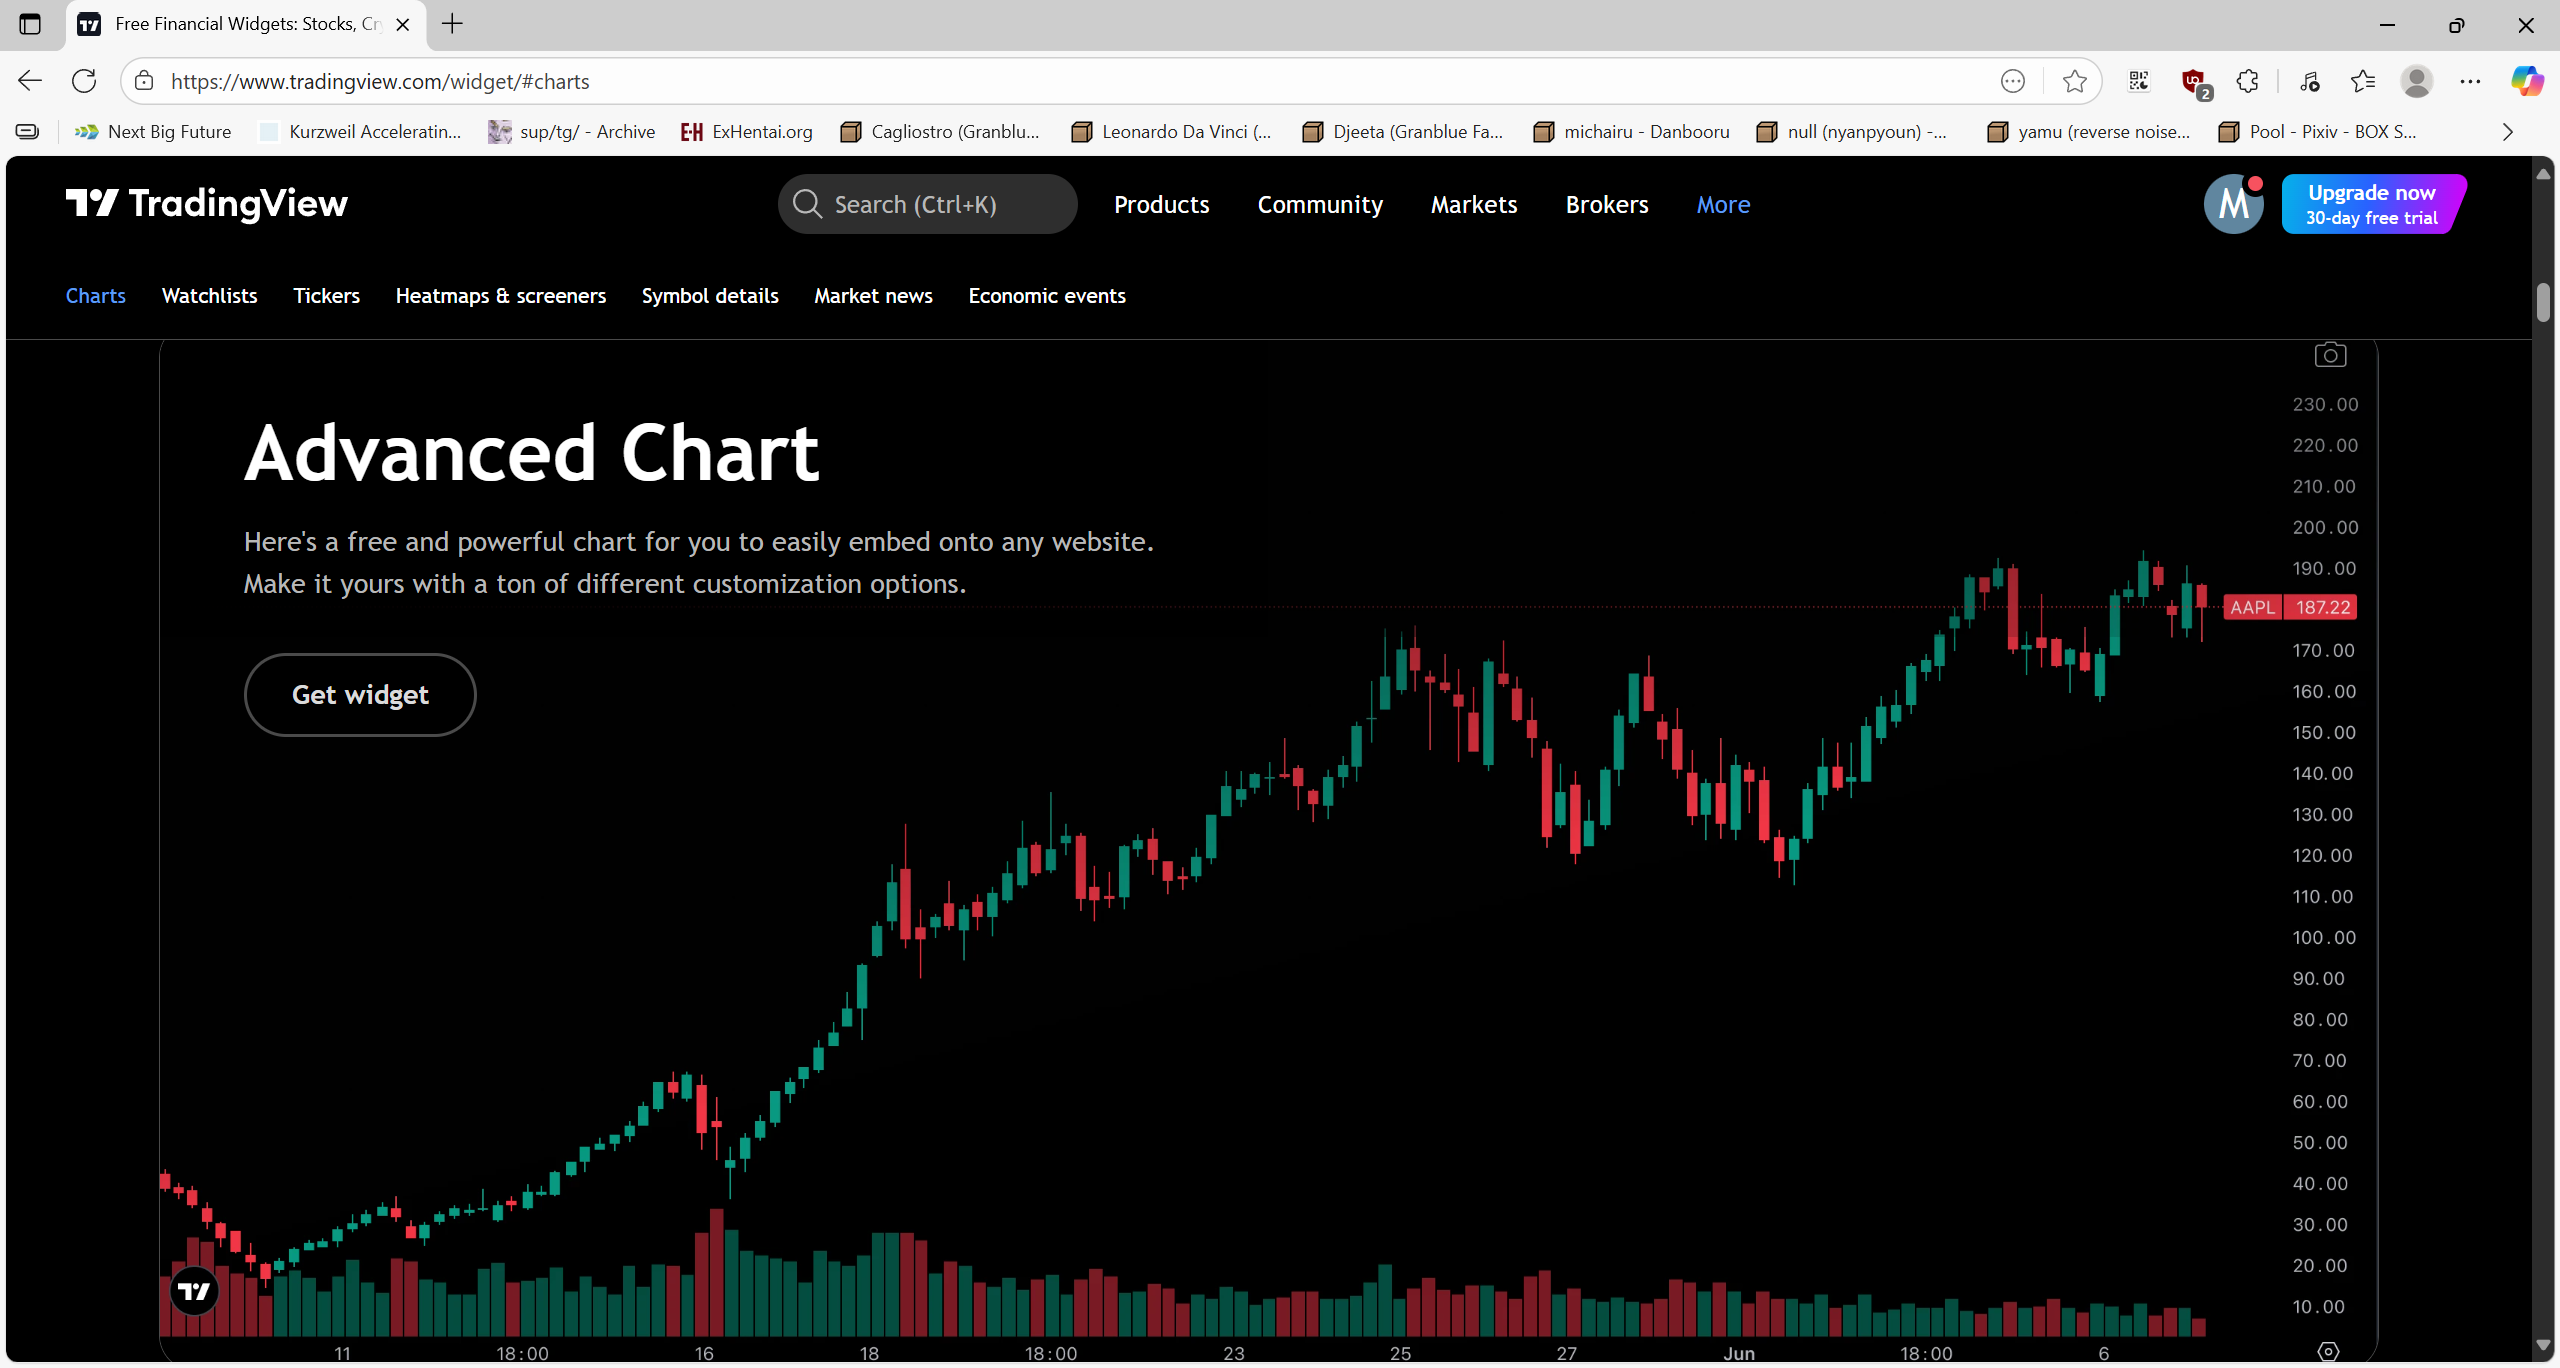 Free Financial Widgets: Stocks, Cr
https://www.tradingview.com/widget/#charts
2
Next Big Future
Kurzweil Acceleratin...
sup/tg/ - Archive
E-H ExHentai.org
Cagliostro (Granblu...
Leonardo Da Vinci (...
Djeeta (Granblue Fa...
michairu - Danbooru
null (nyanpyoun) -...
yamu (reverse noise...
Pool - Pixiv - BOX S...
TradingView
Search (Ctrl+K)
Products
Community
Markets
Brokers
More
M
Upgrade now
30-day free trial
Charts
Watchlists
Tickers
Heatmaps & screeners
Symbol details
Market news
Economic events
Advanced Chart
Here's a free and powerful chart for you to easily embed onto any website.
Make it yours with a ton of different customization options.
Get widget
230.00
220.00
210.00
200.00
190.00
AAPL 187.22
170.00
160.00
150.00
140.00
130.00
120.00
110.00
100.00
90.00
80.00
70.00
60.00
50.00
40.00
30.00
20.00
10.00
11
18:00
16
18
18:00
23
25
27
Jun
18:00
6